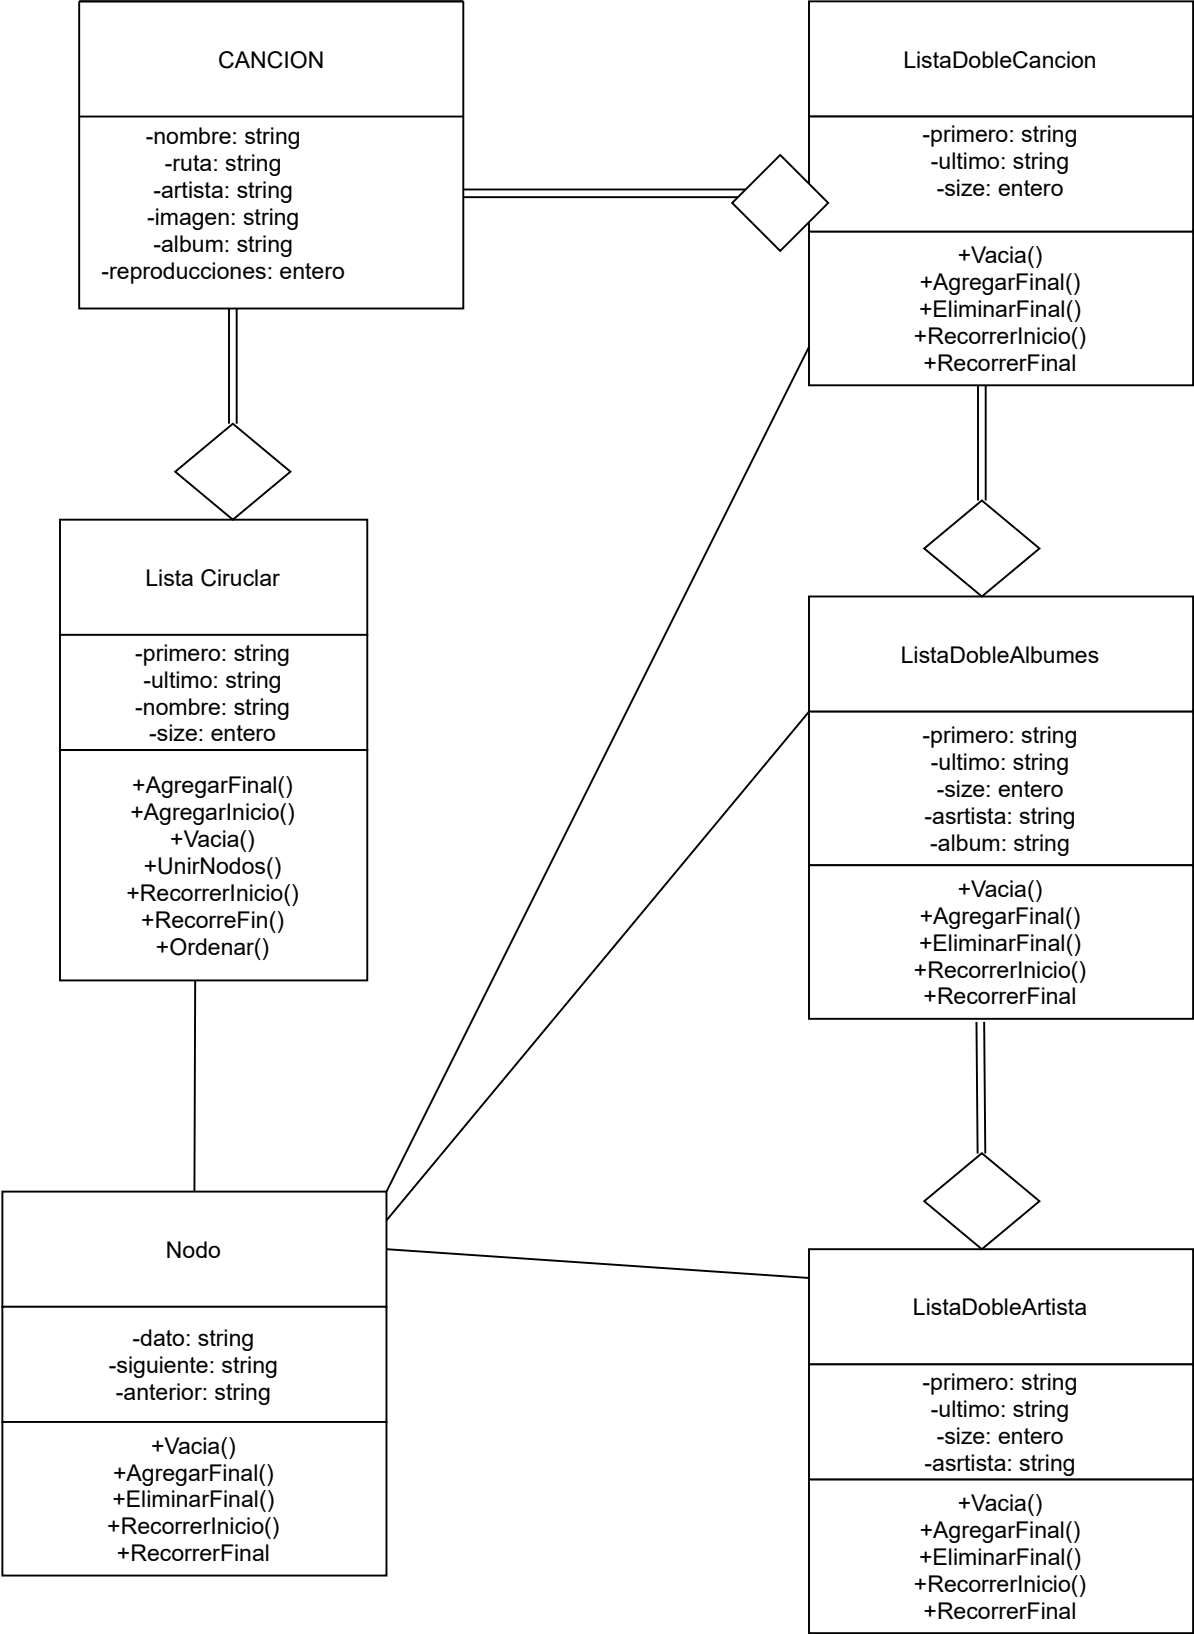 CANCION
-nombre: string
-ruta: string
-artista: string
-imagen: string
-album: string
-reproducciones: entero
ListaDobleCancion
-primero: string
-ultimo: string
-size: entero
+Vacia()
+AgregarFinal()
+EliminarFinal()
+RecorrerInicio()
+RecorrerFinal
Lista Ciruclar
-primero: string
-ultimo: string
-nombre: string
-size: entero
+AgregarFinal()
+AgregarInicio()
+Vacia()
+UnirNodos()
+RecorrerInicio()
+RecorreFin()
+Ordenar()
ListaDobleAlbumes
-primero: string
-ultimo: string
-size: entero
-asrtista: string
-album: string
+Vacia()
+AgregarFinal()
+EliminarFinal()
+RecorrerInicio()
+RecorrerFinal
Nodo
-dato: string
-siguiente: string
-anterior: string
+Vacia()
+AgregarFinal()
+EliminarFinal()
+RecorrerInicio()
+RecorrerFinal
ListaDobleArtista
-primero: string
-ultimo: string
-size: entero
-asrtista: string
+Vacia()
+AgregarFinal()
+EliminarFinal()
+RecorrerInicio()
+RecorrerFinal